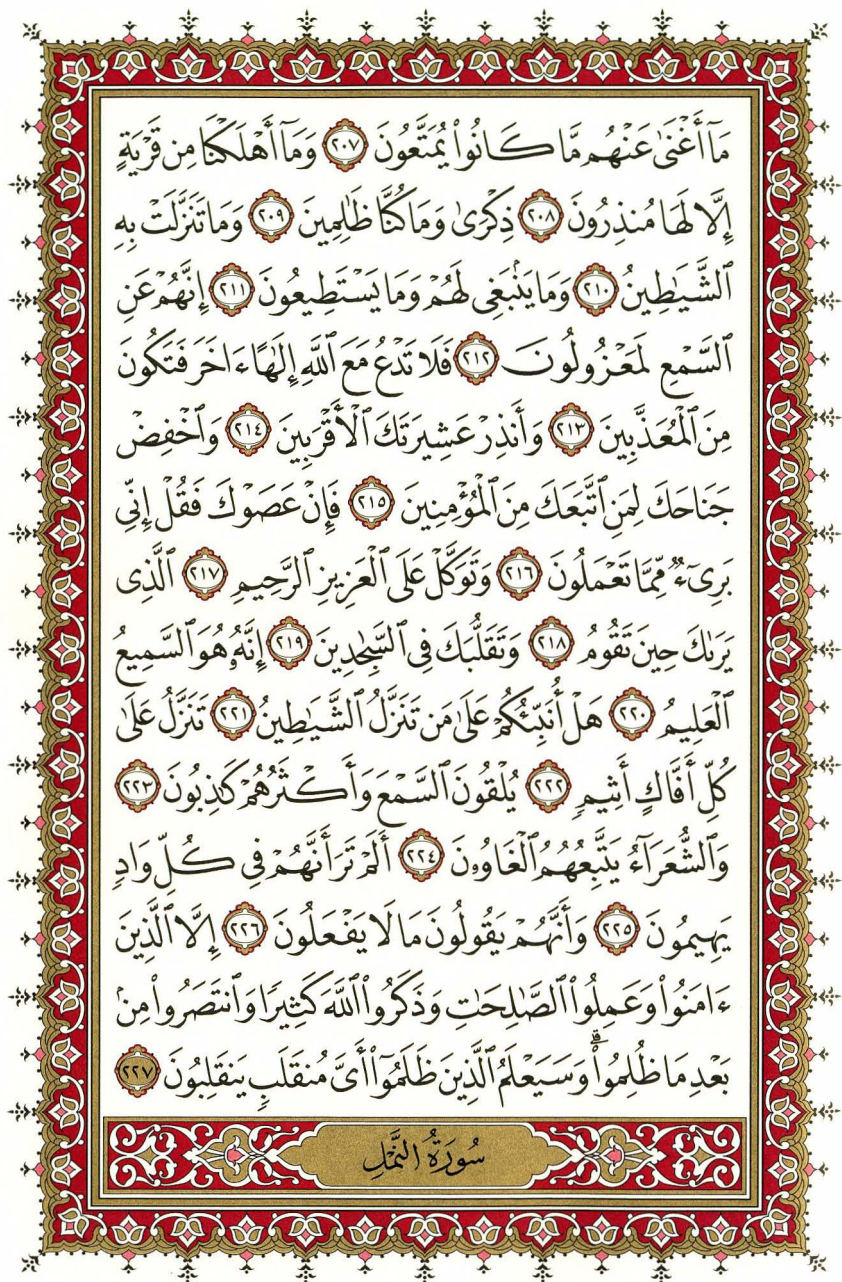 مَآ أَغْنَىٰ عَنْهُم مَّا كَانُوا۟ يُمَتَّعُونَ ٢٠٧ وَمَآ أَهْلَكْنَا مِن قَرْيَةٍ
إِلَّا لَهَا مُنذِرُونَ ٢٠٨ ذِكْرَىٰ وَمَا كُنَّا ظَٰلِمِينَ ٢٠٩ وَمَا تَنَزَّلَتْ بِهِ
ٱلشَّيَٰطِينُ ٢١٠ وَمَا يَنۢبَغِى لَهُمْ وَمَا يَسْتَطِيعُونَ ٢١١ إِنَّهُمْ عَنِ
ٱلسَّمْعِ لَمَعْزُولُونَ ٢١٢ فَلَا تَدْعُ مَعَ ٱللَّهِ إِلَٰهًا ءَاخَرَ فَتَكُونَ
مِنَ ٱلْمُعَذَّبِينَ ٢١٣ وَأَنذِرْ عَشِيرَتَكَ ٱلْأَقْرَبِينَ ٢١٤ وَٱخْفِضْ
جَنَاحَكَ لِمَنِ ٱتَّبَعَكَ مِنَ ٱلْمُؤْمِنِينَ ٢١٥ فَإِنْ عَصَوْكَ فَقُلْ إِنِّى
بَرِىٓءٌ مِّمَّا تَعْمَلُونَ ٢١٦ وَتَوَكَّلْ عَلَى ٱلْعَزِيزِ ٱلرَّحِيمِ ٢١٧ ٱلَّذِى
يَرَىٰكَ حِينَ تَقُومُ ٢١٨ وَتَقَلُّبَكَ فِى ٱلسَّٰجِدِينَ ٢١٩ إِنَّهُۥ هُوَ ٱلسَّمِيعُ
ٱلْعَلِيمُ ٢٢٠ هَلْ أُنَبِّئُكُمْ عَلَىٰ مَن تَنَزَّلُ ٱلشَّيَٰطِينُ ٢٢١ تَنَزَّلُ عَلَىٰ
كُلِّ أَفَّاكٍ أَثِيمٍ ٢٢٢ يُلْقُونَ ٱلسَّمْعَ وَأَكْثَرُهُمْ كَٰذِبُونَ ٢٢٣
وَٱلشُّعَرَآءُ يَتَّبِعُهُمُ ٱلْغَاوُۥنَ ٢٢٤ أَلَمْ تَرَ أَنَّهُمْ فِى كُلِّ وَادٍ
يَهِيمُونَ ٢٢٥ وَأَنَّهُمْ يَقُولُونَ مَا لَا يَفْعَلُونَ ٢٢٦ إِلَّا ٱلَّذِينَ
ءَامَنُوا۟ وَعَمِلُوا۟ ٱلصَّٰلِحَٰتِ وَذَكَرُوا۟ ٱللَّهَ كَثِيرًا وَٱنتَصَرُوا۟ مِنۢ
بَعْدِ مَا ظُلِمُوا۟ ۗ وَسَيَعْلَمُ ٱلَّذِينَ ظَلَمُوٓا۟ أَىَّ مُنقَلَبٍ يَنقَلِبُونَ ٢٢٧
سُورَةُ النَّمْلِ